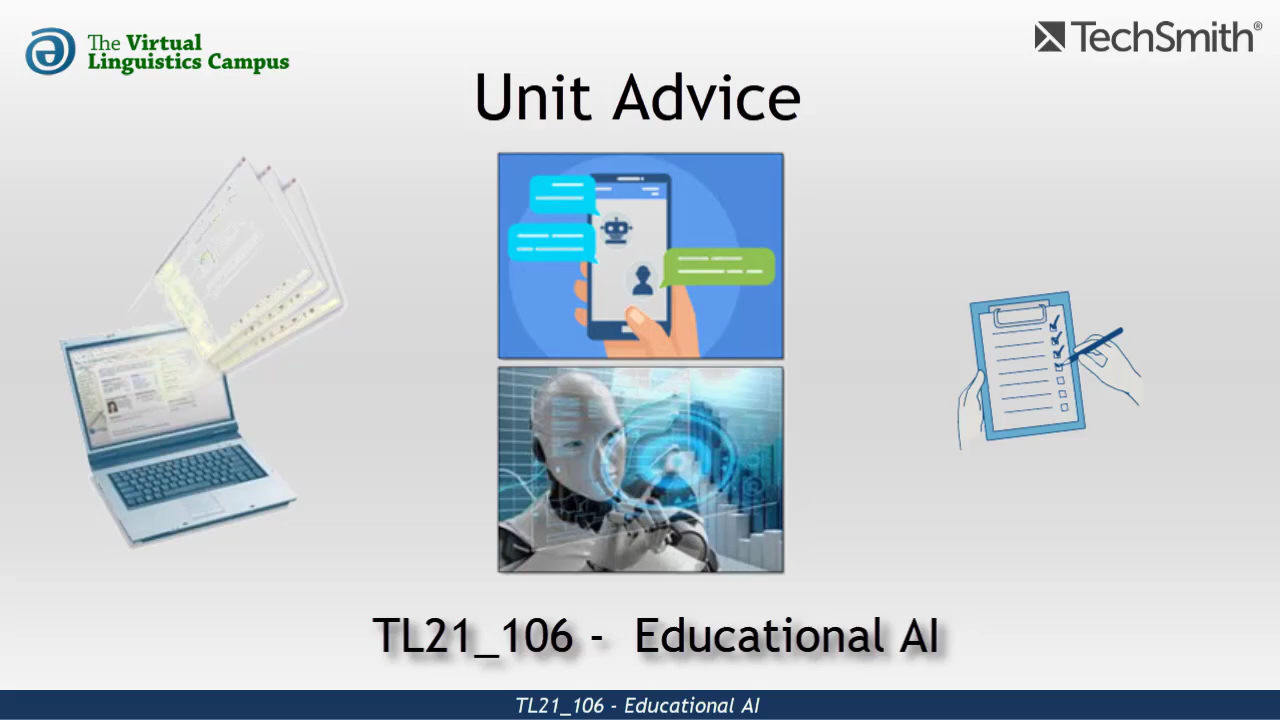 The Virtual
Linguistics Campus
TechSmith®
Unit Advice
TL21_106 - Educational AI
TL21_106 - Educational AI